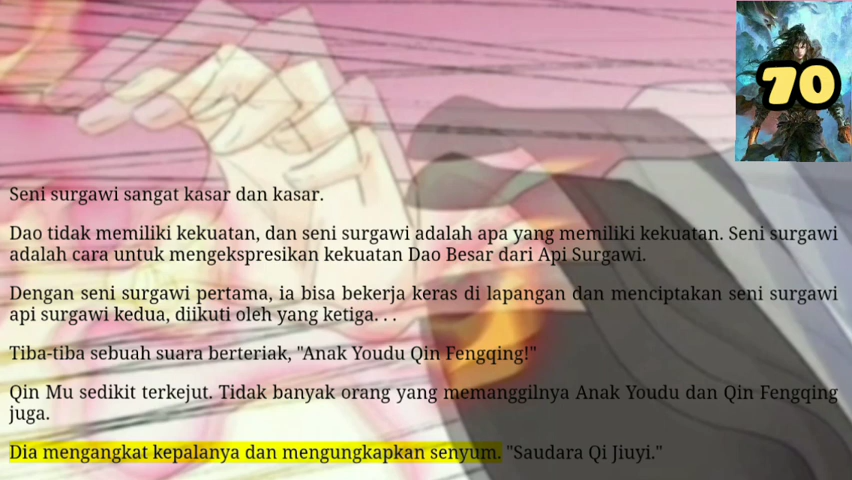 70
Seni surgawi sangat kasar dan kasar.
Dao tidak memiliki kekuatan, dan seni surgawi adalah apa yang memiliki kekuatan. Seni surgawi
adalah cara untuk mengekspresikan kekuatan Dao Besar dari Api Surgawi.
Dengan seni surgawi pertama, ia bisa bekerja keras di lapangan dan menciptakan seni surgawi
api surgawi kedua, diikuti oleh yang ketiga. . .
Tiba-tiba sebuah suara berteriak, "Anak Youdu Qin Fengqing!"
Qin Mu sedikit terkejut. Tidak banyak orang yang memanggilnya Anak Youdu dan Qin Fengqing
juga.
Dia mengangkat kepalanya dan mengungkapkan senyum. "Saudara Qi Jiuyi."